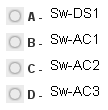 A - Sw-DS1
B - Sw-AC1
C - Sw-AC2
D - Sw-AC3